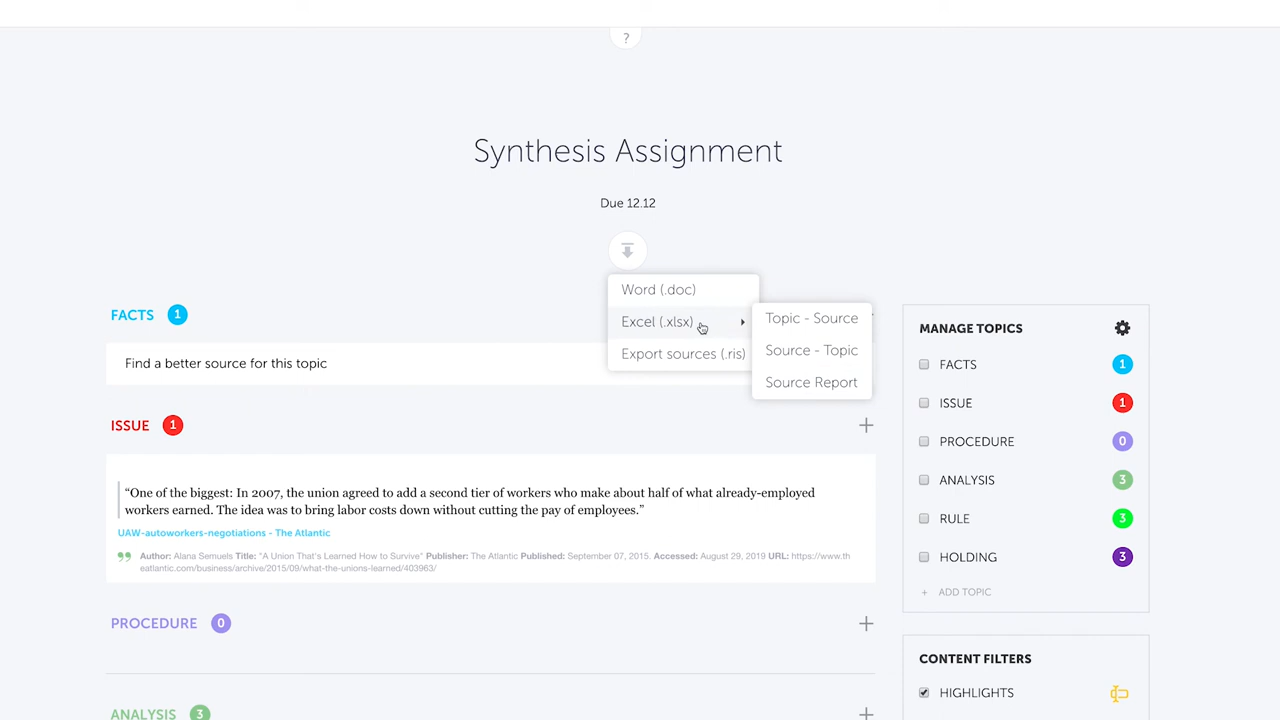 ?
Synthesis Assignment
Due 12.12
Word (.doc)
Excel (.xlsx)
Export sources (.ris)
Topic - Source
Source - Topic
Source Report
FACTS 1
Find a better source for this topic
ISSUE 1
“One of the biggest: In 2007, the union agreed to add a second tier of workers who make about half of what already-employed
workers earned. The idea was to bring labor costs down without cutting the pay of employees.”
UAW-autoworkers-negotiations - The Atlantic
Author: Alana Semuels Title: "A Union That's Learned How to Survive" Publisher: The Atlantic Published: September 07, 2015. Accessed: August 29, 2019 URL: https://www.th
eatlantic.com/business/archive/2015/09/what-the-unions-learned/403963/
PROCEDURE 0
ANALYSIS 3
MANAGE TOPICS
FACTS 1
ISSUE 1
PROCEDURE 0
ANALYSIS 3
RULE 3
HOLDING 3
+ ADD TOPIC
CONTENT FILTERS
HIGHLIGHTS